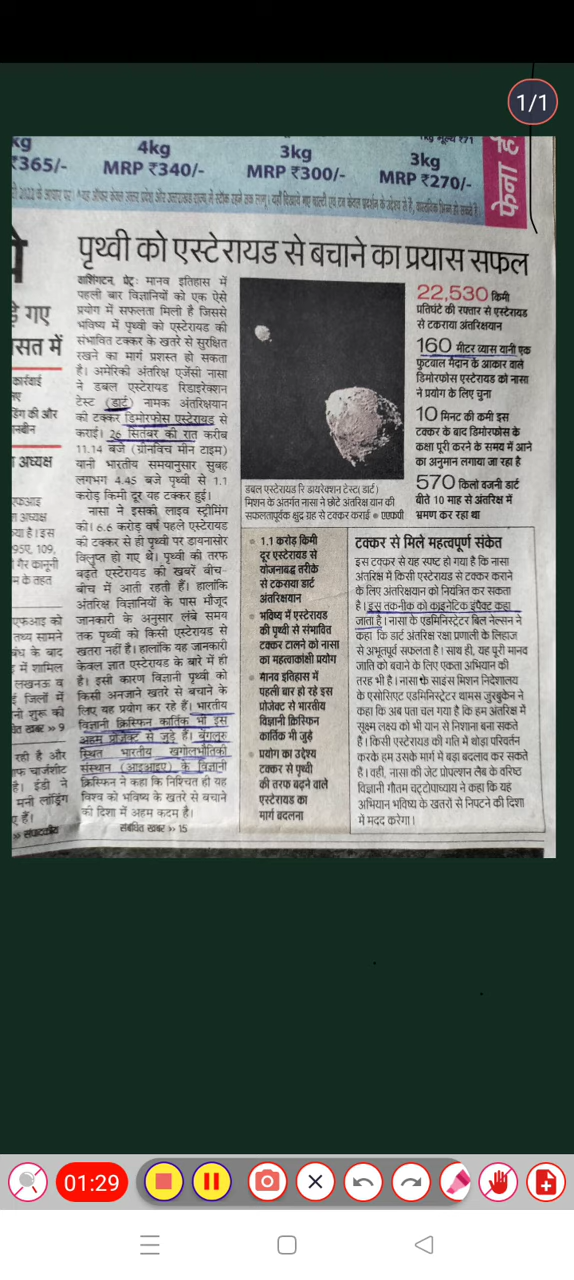 1/1
kg
₹365/-
4kg
MRP ₹340/-
3kg
MRP ₹300/-
3kg
MRP ₹270/-
फेना ही
पृथ्वी को एस्टेरायड से बचाने का प्रयास सफल
वाशिंगटन, प्रेट्र: मानव इतिहास में
पहली बार विज्ञानियों को एक ऐसे
प्रयोग में सफलता मिली है जिससे
भविष्य में पृथ्वी को एस्टेरायड की
संभावित टक्कर के खतरे से सुरक्षित
रखने का मार्ग प्रशस्त हो सकता
है। अमेरिकी अंतरिक्ष एजेंसी नासा
ने डबल एस्टेरायड रिडाइरेक्शन
टेस्ट (डार्ट) नामक अंतरिक्षयान
की टक्कर डिमोरफोस एस्टेरायड से
कराई। 26 सितंबर की रात करीब
11.14 बजे (ग्रीनविच मीन टाइम)
यानी भारतीय समयानुसार सुबह
लगभग 4.45 बजे पृथ्वी से 1.1
करोड़ किमी दूर यह टक्कर हुई।
नासा ने इसकी लाइव स्ट्रीमिंग
की। 6.6 करोड़ वर्ष पहले एस्टेरायड
की टक्कर से ही पृथ्वी पर डायनासोर
विलुप्त हो गए थे। पृथ्वी की तरफ
बढ़ते एस्टेरायड की खबरें बीच-
बीच में आती रहती हैं। हालांकि
अंतरिक्ष विज्ञानियों के पास मौजूद
जानकारी के अनुसार लंबे समय
तक पृथ्वी को किसी एस्टेरायड से
खतरा नहीं है। हालांकि यह जानकारी
केवल ज्ञात एस्टेरायड के बारे में ही
है। इसी कारण विज्ञानी पृथ्वी को
किसी अनजाने खतरे से बचाने के
लिए यह प्रयोग कर रहे हैं। भारतीय
विज्ञानी क्रिस्फिन कार्तिक भी इस
अहम प्रोजेक्ट से जुड़े हैं। बेंगलुरु
स्थित भारतीय खगोलभौतिकी
संस्थान (आइआइए) के विज्ञानी
क्रिस्फिन ने कहा कि निश्चित ही यह
विश्व को भविष्य के खतरे से बचाने
की दिशा में अहम कदम है।
संबंधित खबर >> 15
डबल एस्टेरायड रि डायरेक्शन टेस्ट (डार्ट)
मिशन के अंतर्गत नासा ने छोटे अंतरिक्ष यान की
सफलतापूर्वक क्षुद्र ग्रह से टक्कर कराई ● एएफपी
22,530 किमी
प्रतिघंटे की रफ्तार से एस्टेरायड
से टकराया अंतरिक्षयान
160 मीटर व्यास यानी एक
फुटबाल मैदान के आकार वाले
डिमोरफोस एस्टेरायड को नासा
ने प्रयोग के लिए चुना
10 मिनट की कमी इस
टक्कर के बाद डिमोरफोस के
कक्षा पूरी करने के समय में आने
का अनुमान लगाया जा रहा है
570 किलो वजनी डार्ट
बीते 10 माह से अंतरिक्ष में
भ्रमण कर रहा था
● 1.1 करोड़ किमी
दूर एस्टेरायड से
योजनाबद्ध तरीके
से टकराया डार्ट
अंतरिक्षयान
● भविष्य में एस्टेरायड
की पृथ्वी से संभावित
टक्कर टालने को नासा
का महत्वाकांक्षी प्रयोग
● मानव इतिहास में
पहली बार हो रहे इस
प्रोजेक्ट से भारतीय
विज्ञानी क्रिस्फिन
कार्तिक भी जुड़े
● प्रयोग का उद्देश्य
टक्कर से पृथ्वी
की तरफ बढ़ने वाले
एस्टेरायड का
मार्ग बदलना
टक्कर से मिले महत्वपूर्ण संकेत
इस टक्कर से यह स्पष्ट हो गया है कि नासा
अंतरिक्ष में किसी एस्टेरायड से टक्कर कराने
के लिए अंतरिक्षयान को नियंत्रित कर सकता
है। इस तकनीक को काइनेटिक इंपैक्ट कहा
जाता है। नासा के एडमिनिस्ट्रेटर बिल नेल्सन ने
कहा कि डार्ट अंतरिक्ष रक्षा प्रणाली के लिहाज
से अभूतपूर्व सफलता है। साथ ही, यह पूरी मानव
जाति को बचाने के लिए एकता अभियान की
तरह भी है। नासा के साइंस मिशन निदेशालय
के एसोसिएट एडमिनिस्ट्रेटर थामस जुरबुकेन ने
कहा कि अब पता चल गया है कि हम अंतरिक्ष में
सूक्ष्म लक्ष्य को भी यान से निशाना बना सकते
हैं। किसी एस्टेरायड की गति में थोड़ा परिवर्तन
करके हम उसके मार्ग में बड़ा बदलाव कर सकते
हैं। वहीं, नासा की जेट प्रोपल्शन लैब के वरिष्ठ
विज्ञानी गौतम चट्टोपाध्याय ने कहा कि यह
अभियान भविष्य के खतरों से निपटने की दिशा
में मदद करेगा।
01:29